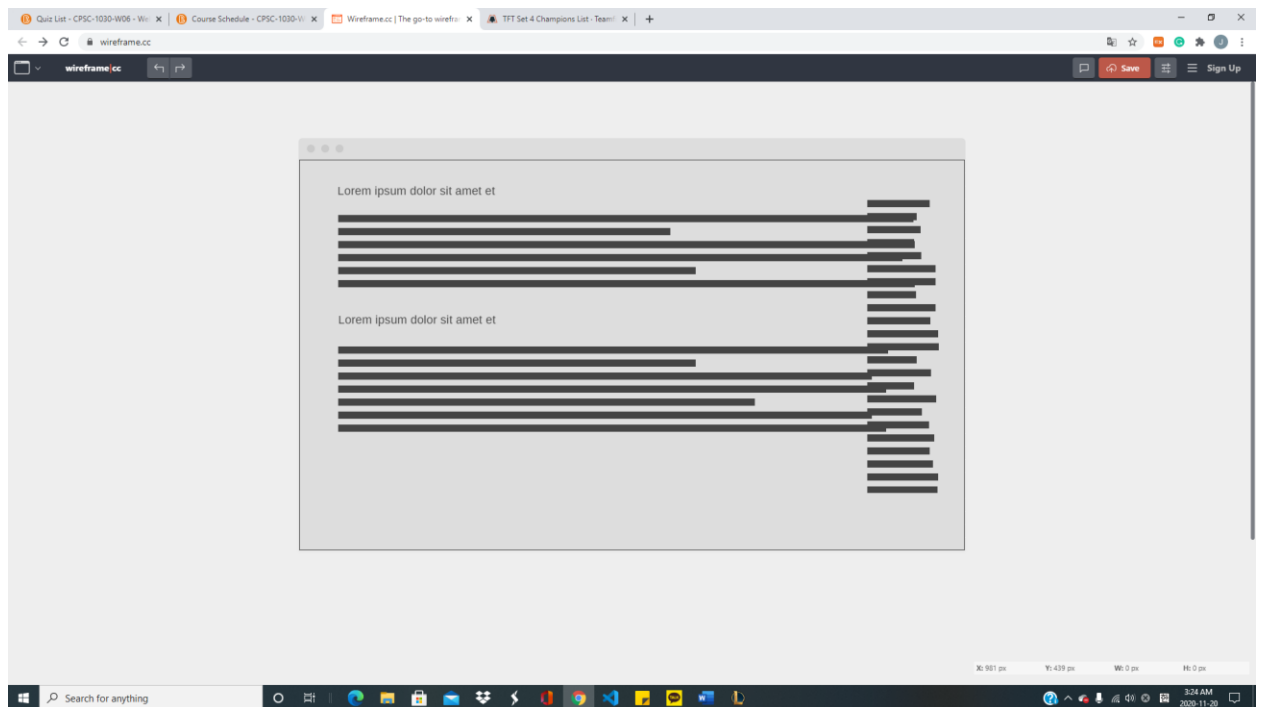 Quiz List - CPSC-1030-W06 - We
Course Schedule - CPSC-1030-W
Wireframe.cc | The go-to wirefra
TFT Set 4 Champions List - Team
wireframe.cc
wireframe|cc
Save
Sign Up
Lorem ipsum dolor sit amet et
Lorem ipsum dolor sit amet et
X: 981 px Y: 439 px W: 0 px H: 0 px
Search for anything
3:24 AM
2020-11-20